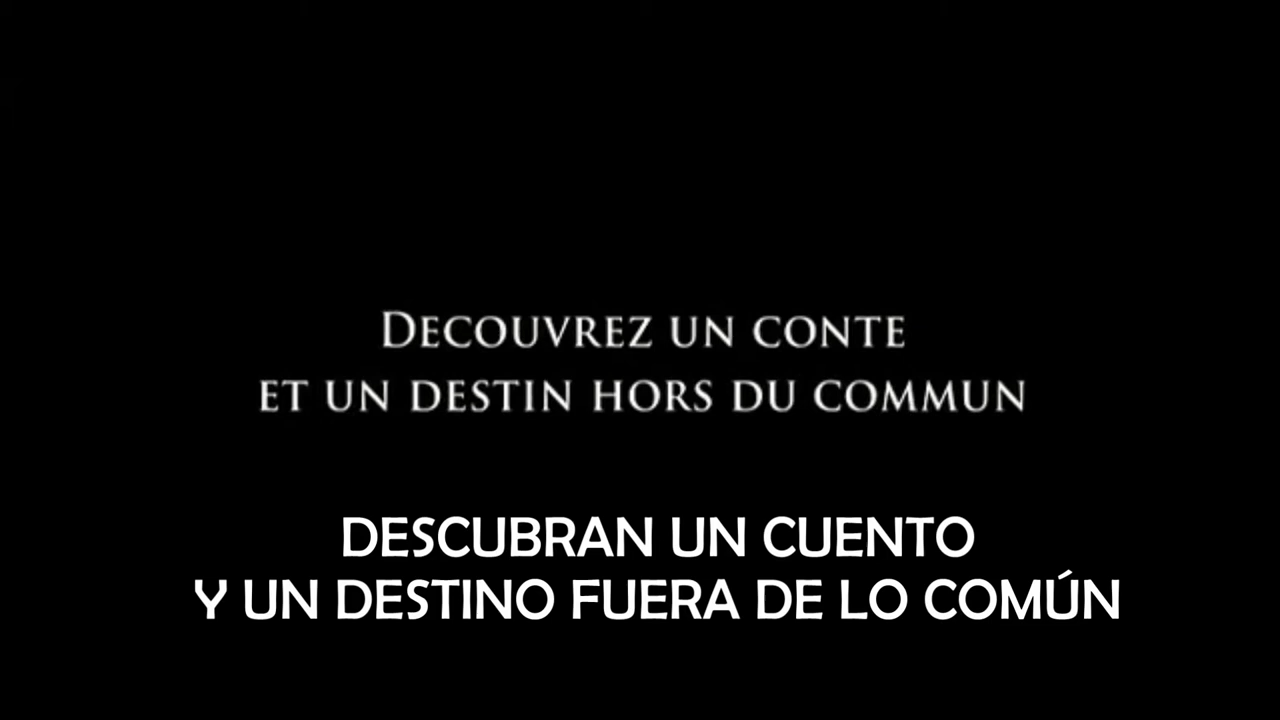 DECOUVREZ UN CONTE
ET UN DESTIN HORS DU COMMUN
DESCUBRAN UN CUENTO
Y UN DESTINO FUERA DE LO COMÚN